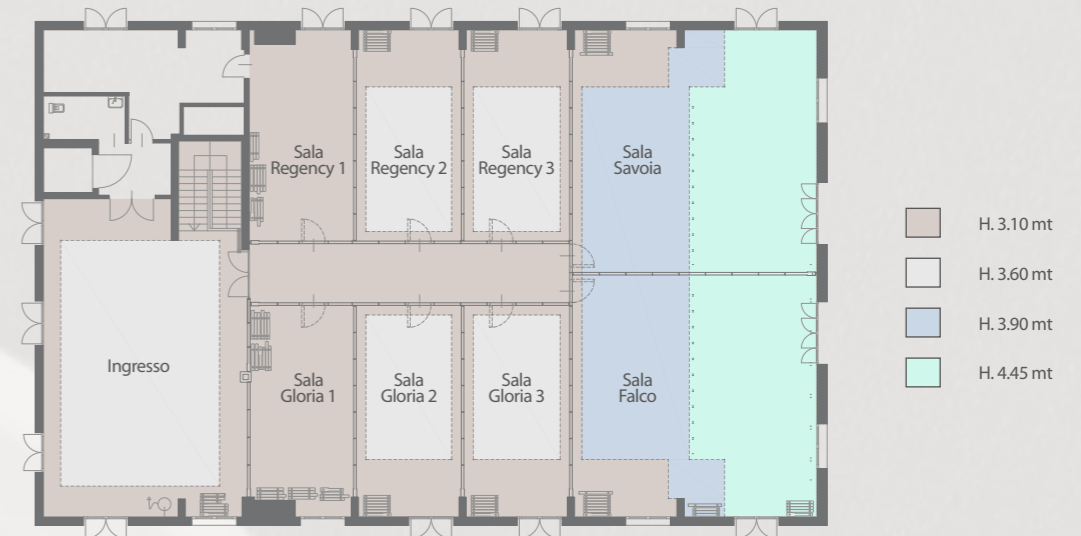 Sala
Regency 1
Sala
Regency 2
Sala
Regency 3
Sala
Savoia
Ingresso
Sala
Gloria 1
Sala
Gloria 2
Sala
Gloria 3
Sala
Falco
H. 3.10 mt
H. 3.60 mt
H. 3.90 mt
H. 4.45 mt